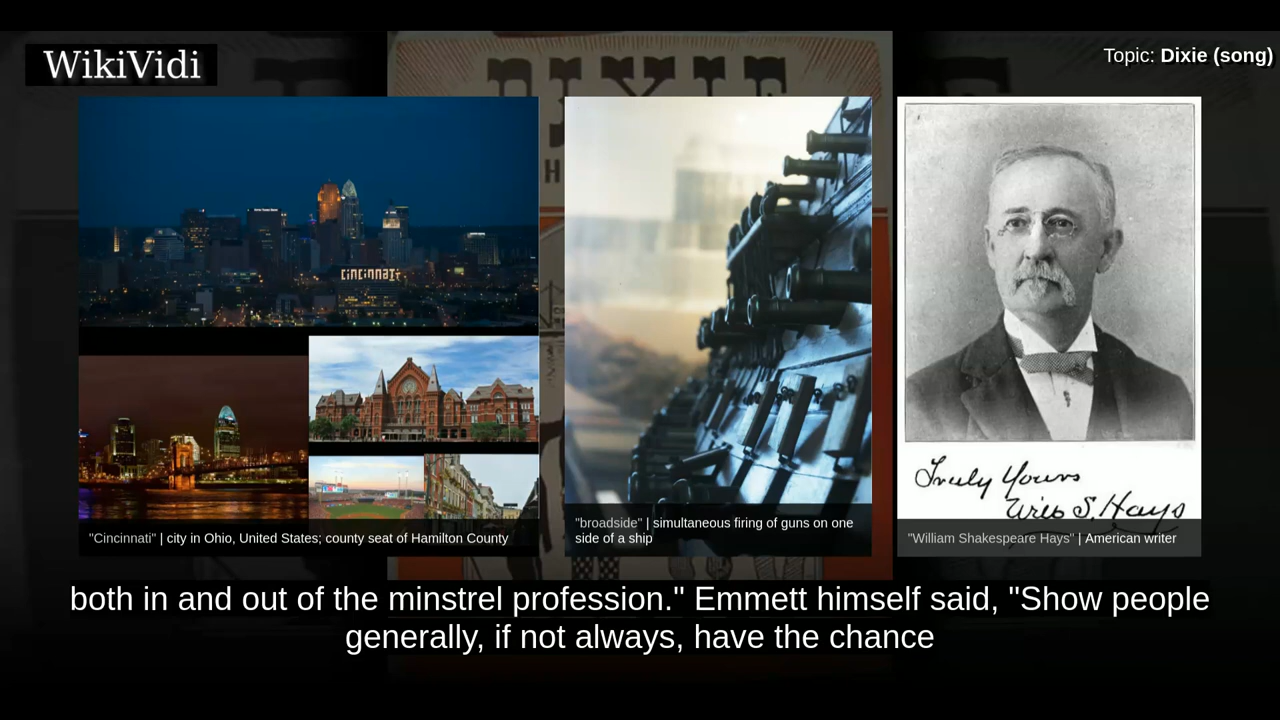 WikiVidi
Topic: Dixie (song)
DIXIE
H
CINCINNATI
Truly Yours
Will S. Hays
"Cincinnati" | city in Ohio, United States; county seat of Hamilton County
"broadside" | simultaneous firing of guns on one
side of a ship
"William Shakespeare Hays" | American writer
both in and out of the minstrel profession." Emmett himself said, "Show people
generally, if not always, have the chance